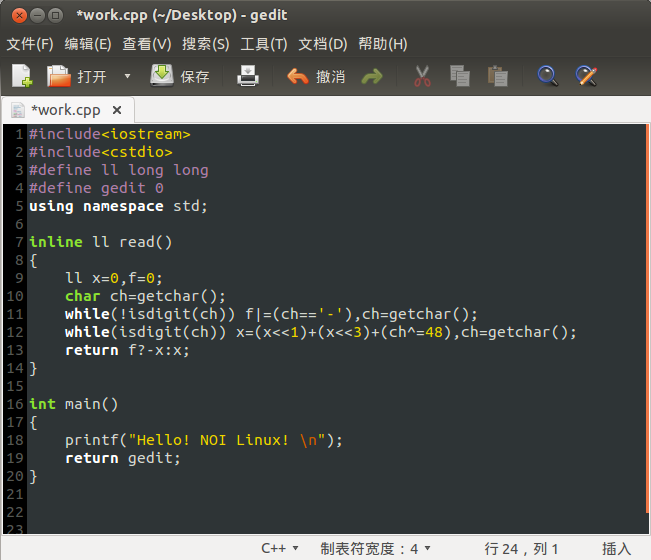 *work.cpp (~/Desktop) - gedit
文件(F) 编辑(E) 查看(V) 搜索(S) 工具(T) 文档(D) 帮助(H)
打开 保存 撤消
*work.cpp
1 #include<iostream>
2 #include<cstdio>
3 #define ll long long
4 #define gedit 0
5 using namespace std;
6
7 inline ll read()
8 {
9     ll x=0,f=0;
10     char ch=getchar();
11     while(!isdigit(ch)) f|=(ch=='-'),ch=getchar();
12     while(isdigit(ch)) x=(x<<1)+(x<<3)+(ch^=48),ch=getchar();
13     return f?-x:x;
14 }
15
16 int main()
17 {
18     printf("Hello! NOI Linux! \n");
19     return gedit;
20 }
21
22
23
C++ 制表符宽度：4 行 24，列 1 插入